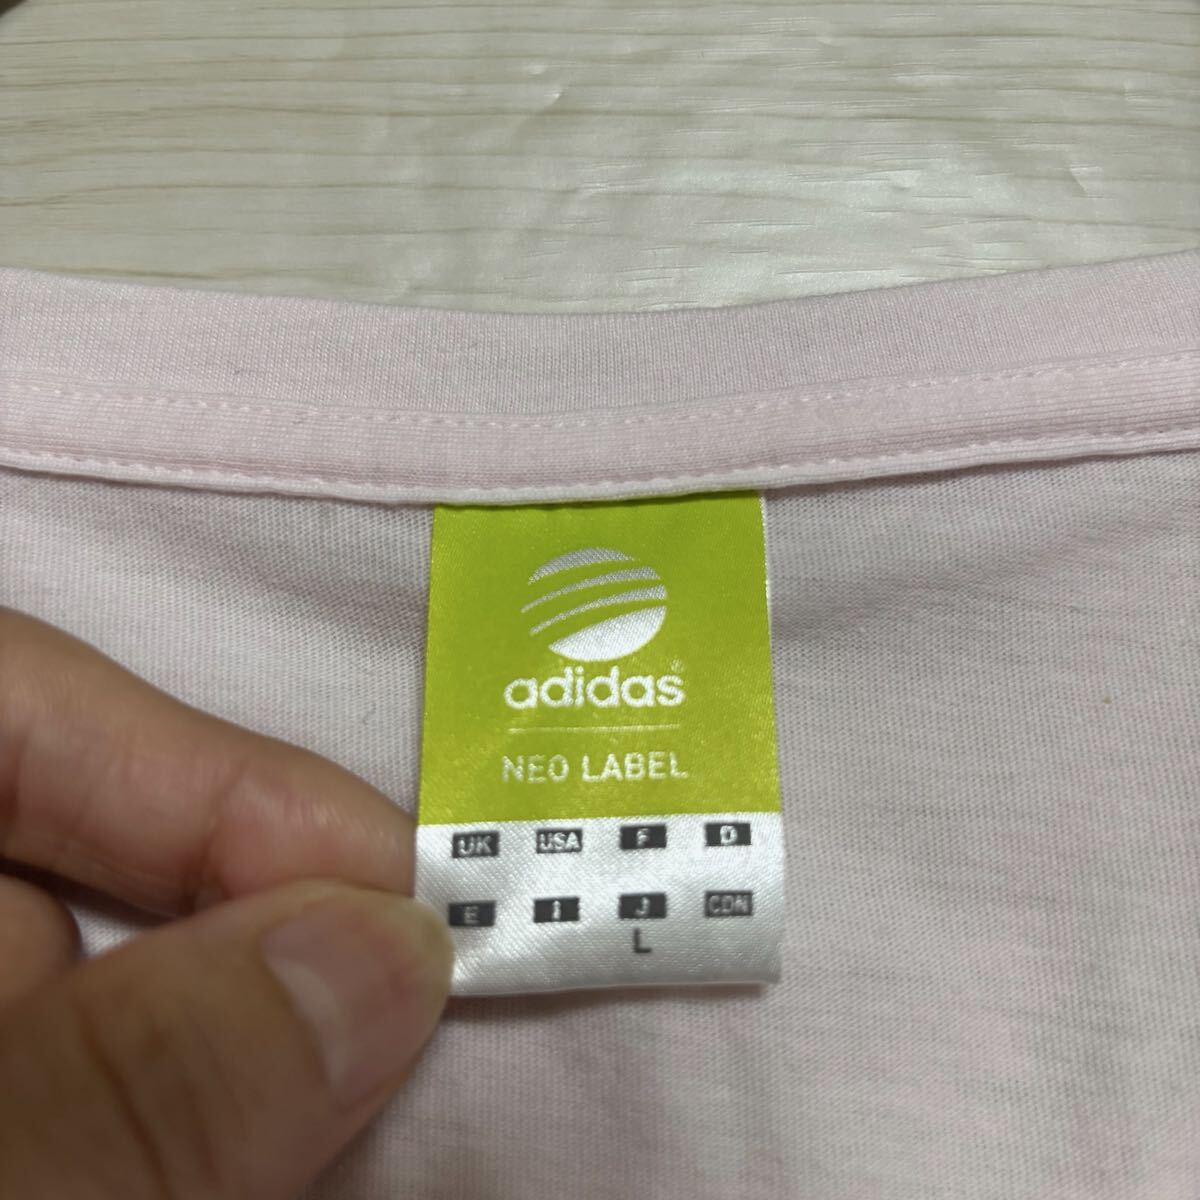 adidas®
NEO LABEL
UK USA F D
E I J CDN
L